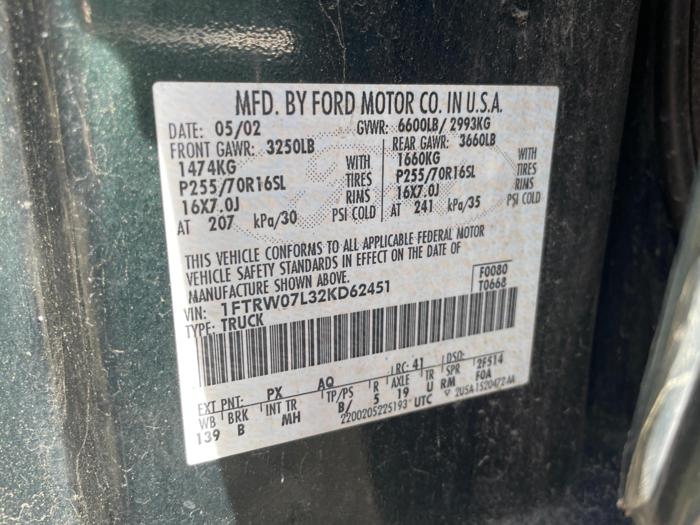 MFD. BY FORD MOTOR CO. IN U.S.A.
DATE: 05/02 GVWR: 6600LB/ 2993KG
FRONT GAWR: 3250LB REAR GAWR: 3660LB
1474KG WITH 1660KG WITH
P255/70R16SL TIRES P255/70R16SL TIRES
16X7.0J RIMS 16X7.0J RIMS
AT 207 kPa/30 PSI COLD AT 241 kPa/35 PSI COLD
THIS VEHICLE CONFORMS TO ALL APPLICABLE FEDERAL MOTOR
VEHICLE SAFETY STANDARDS IN EFFECT ON THE DATE OF
MANUFACTURE SHOWN ABOVE. F0080
VIN: 1FTRW07L32KD62451 T0668
TYPE: TRUCK
EXT PNT: PX AQ RC: 41 DSO:
WB BRK INT TR TP/PS R AXLE TR SPR 2F514
139 B MH B/ 5 19 U RM F0A
2200205225193 UTC